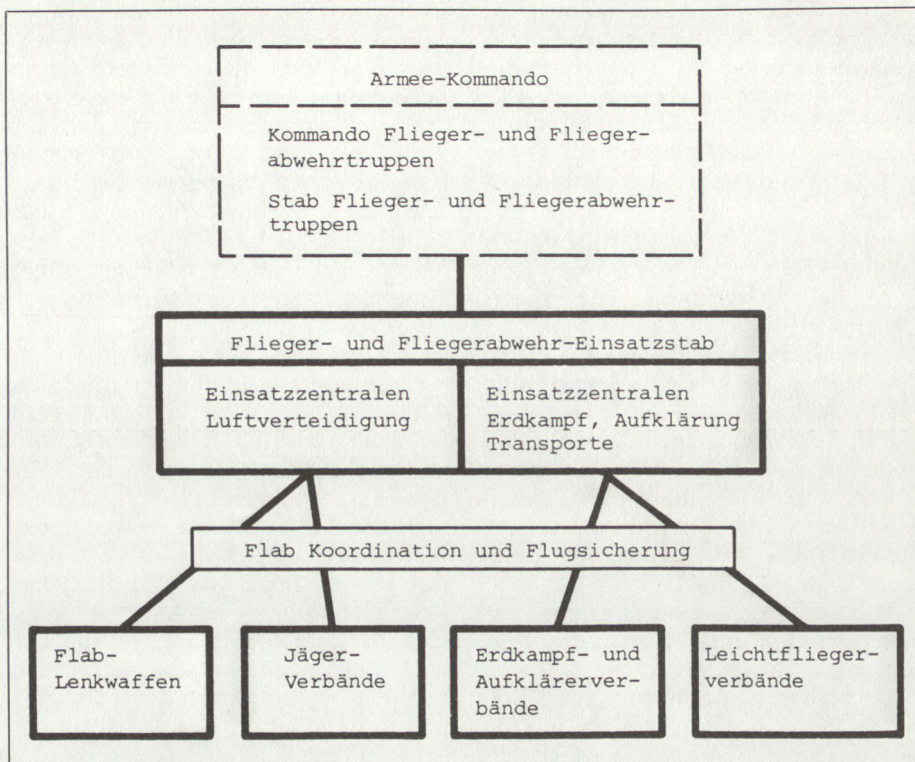 Armee-Kommando
Kommando Flieger- und Flieger-
abwehrtruppen
Stab Flieger- und Fliegerabwehr-
truppen
Flieger- und Fliegerabwehr-Einsatzstab
Einsatzzentralen
Luftverteidigung
Einsatzzentralen
Erdkampf, Aufklärung
Transporte
Flab Koordination und Flugsicherung
Flab-
Lenkwaffen
Jäger
Verbände
Erdkampf- und
Aufklärerver-
bände
Leichtflieger-
verbände